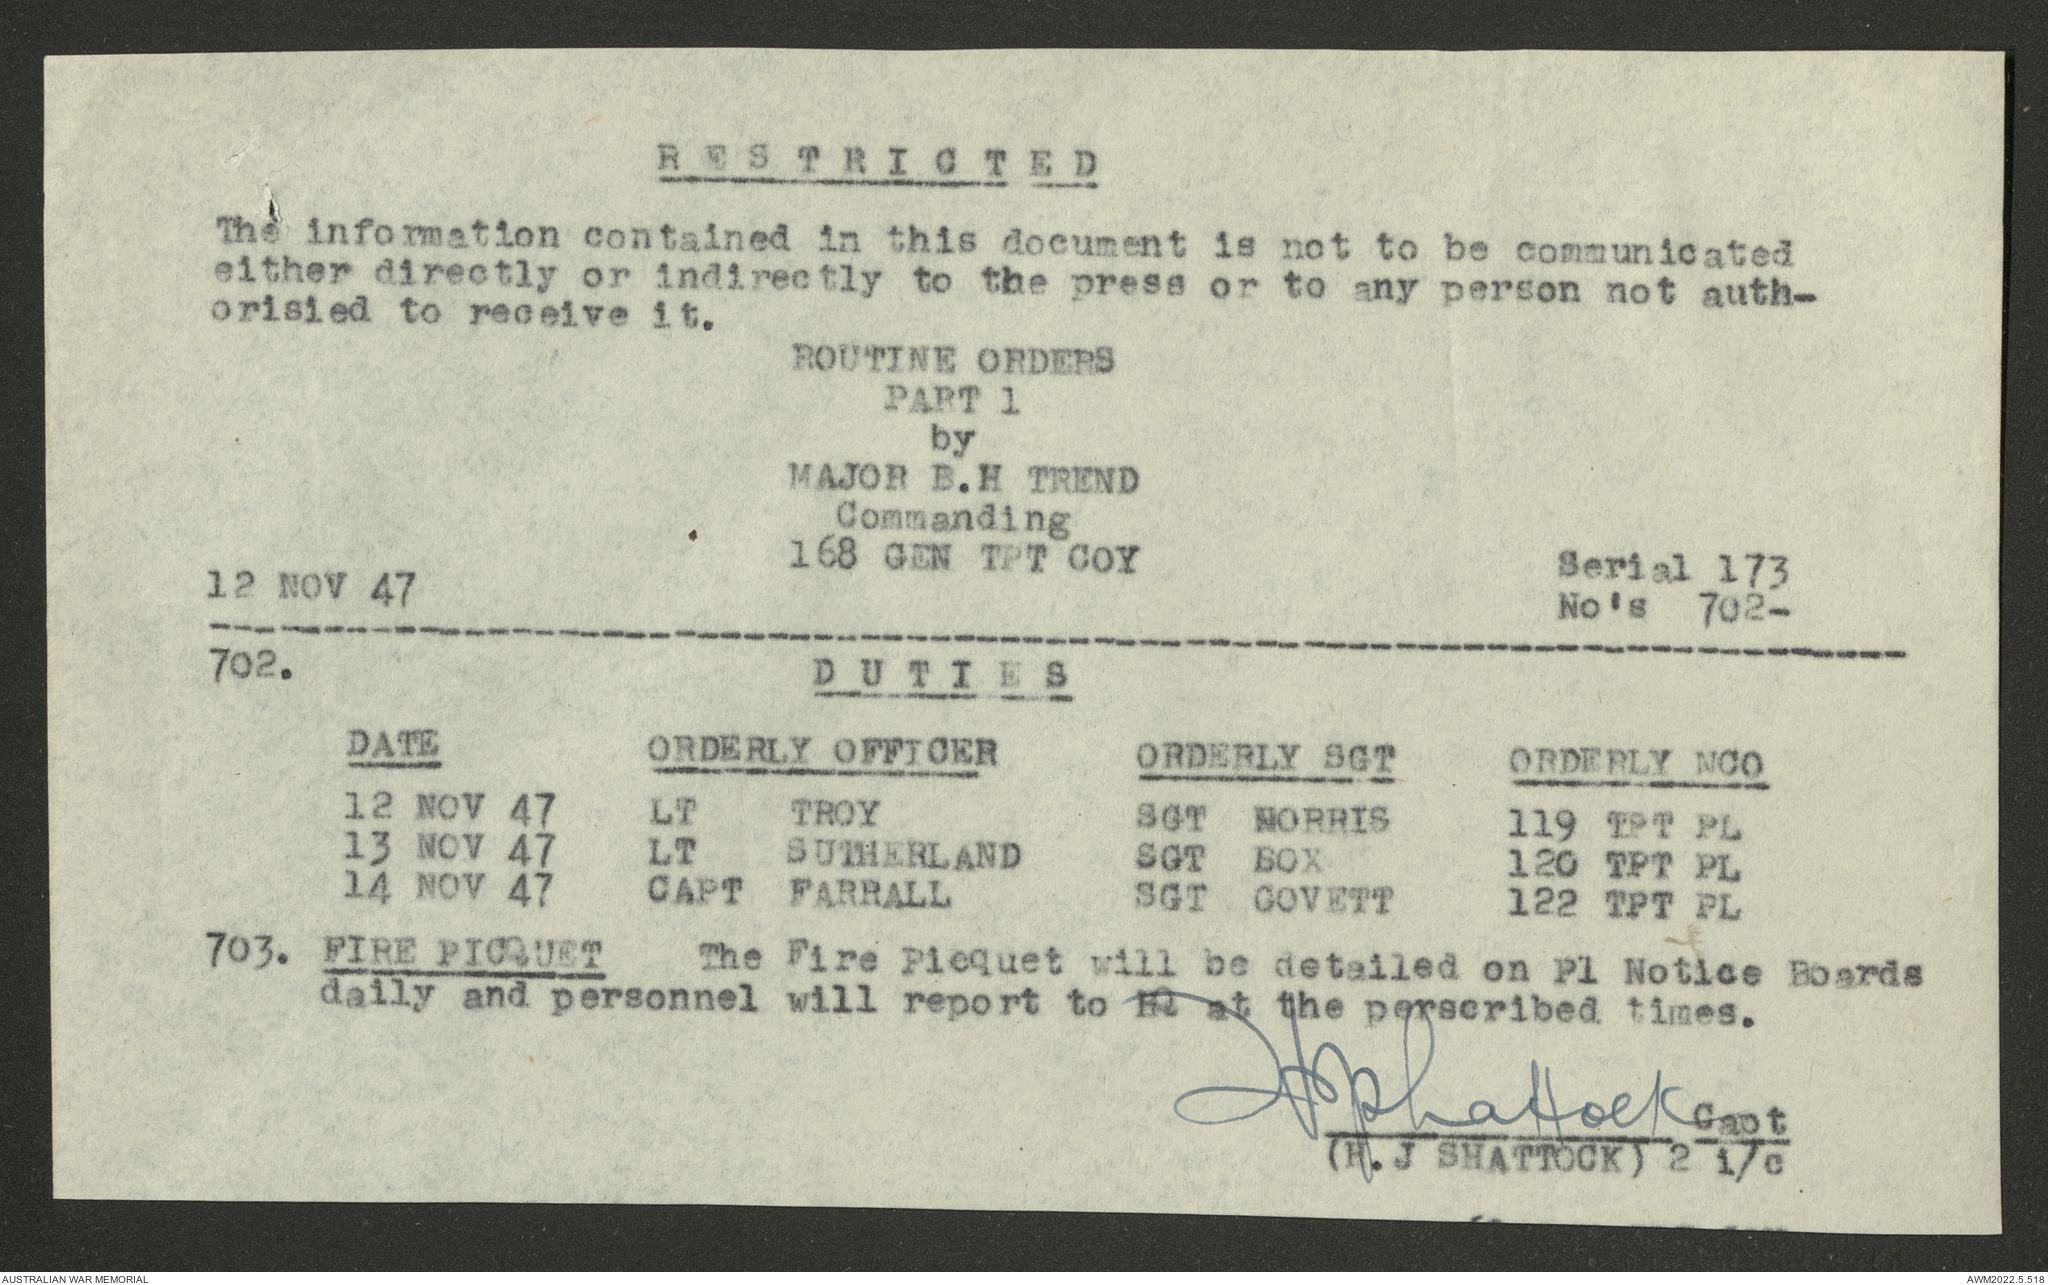 RESTRICTED
The information contained in this document is not to be communicated
either directly or indirectly to the press or to any person not auth-
orisied to receive it.
ROUTINE ORDERS
PART 1
by
MAJOR B.H TREND
Commanding
168 GEN TPT COY
12 NOV 47
Serial 173
No's 702-
702. DUTIES
DATE ORDERLY OFFICER ORDERLY SGT ORDERLY NCO
12 NOV 47 LT TROY SGT NORRIS 119 TPT PL
13 NOV 47 LT SUTHERLAND SGT BOX 120 TPT PL
14 NOV 47 CAPT FARRALL SGT GOVETT 122 TPT PL
703. FIRE PICQUET The Fire Picquet will be detailed on Pl Notice Boards
daily and personnel will report to HQ at the perscribed times.
HJShattock Capt
(H.J SHATTOCK) 2 i/c
AUSTRALIAN WAR MEMORIAL
AWM2022.5.518